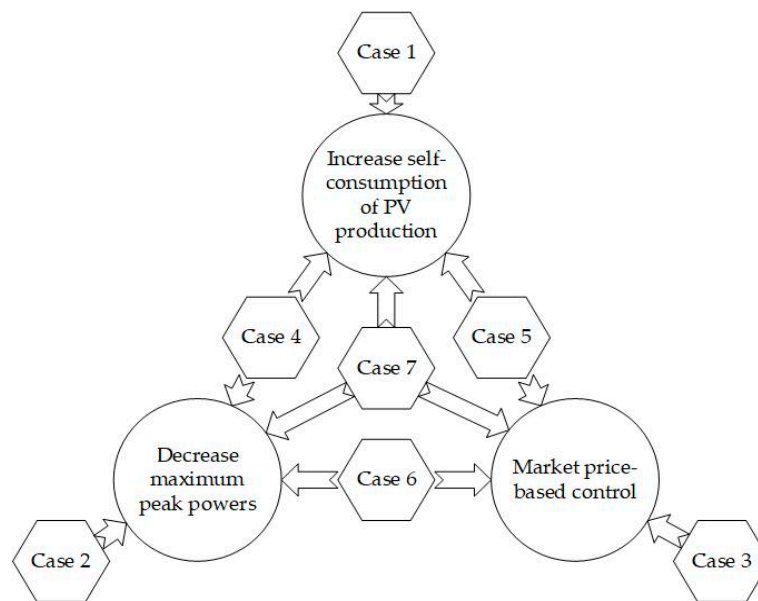 Case 1
Increase self-
consumption
of PV
production
Case 4
Case 5
Case 7
Decrease
maximum
peak powers
Case 6
Market price-
based control
Case 2
Case 3